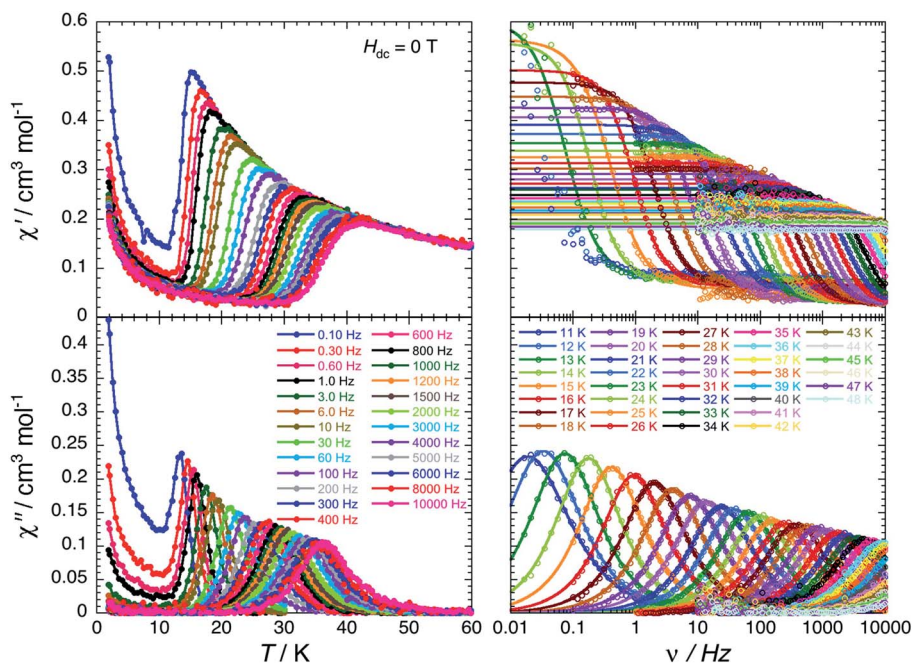 0.6
0.5
0.4
0.3
0.2
0.1
0
χ' / cm³ mol⁻¹
H_dc = 0 T
0.4
0.35
0.3
0.25
0.2
0.15
0.1
0.05
0
χ'' / cm³ mol⁻¹
0.10 Hz 600 Hz
0.30 Hz 800 Hz
0.60 Hz 1000 Hz
1.0 Hz 1200 Hz
3.0 Hz 1500 Hz
6.0 Hz 2000 Hz
10 Hz 3000 Hz
30 Hz 4000 Hz
60 Hz 5000 Hz
100 Hz 6000 Hz
200 Hz 8000 Hz
300 Hz 10000 Hz
400 Hz
11 K 19 K 27 K 35 K 43 K
12 K 20 K 28 K 36 K 44 K
13 K 21 K 29 K 37 K 45 K
14 K 22 K 30 K 38 K 46 K
15 K 23 K 31 K 39 K 47 K
16 K 24 K 32 K 40 K 48 K
17 K 25 K 33 K 41 K
18 K 26 K 34 K 42 K
0 10 20 30 40 50 60
T / K
0.01 0.1 1 10 100 1000 10000
ν / Hz